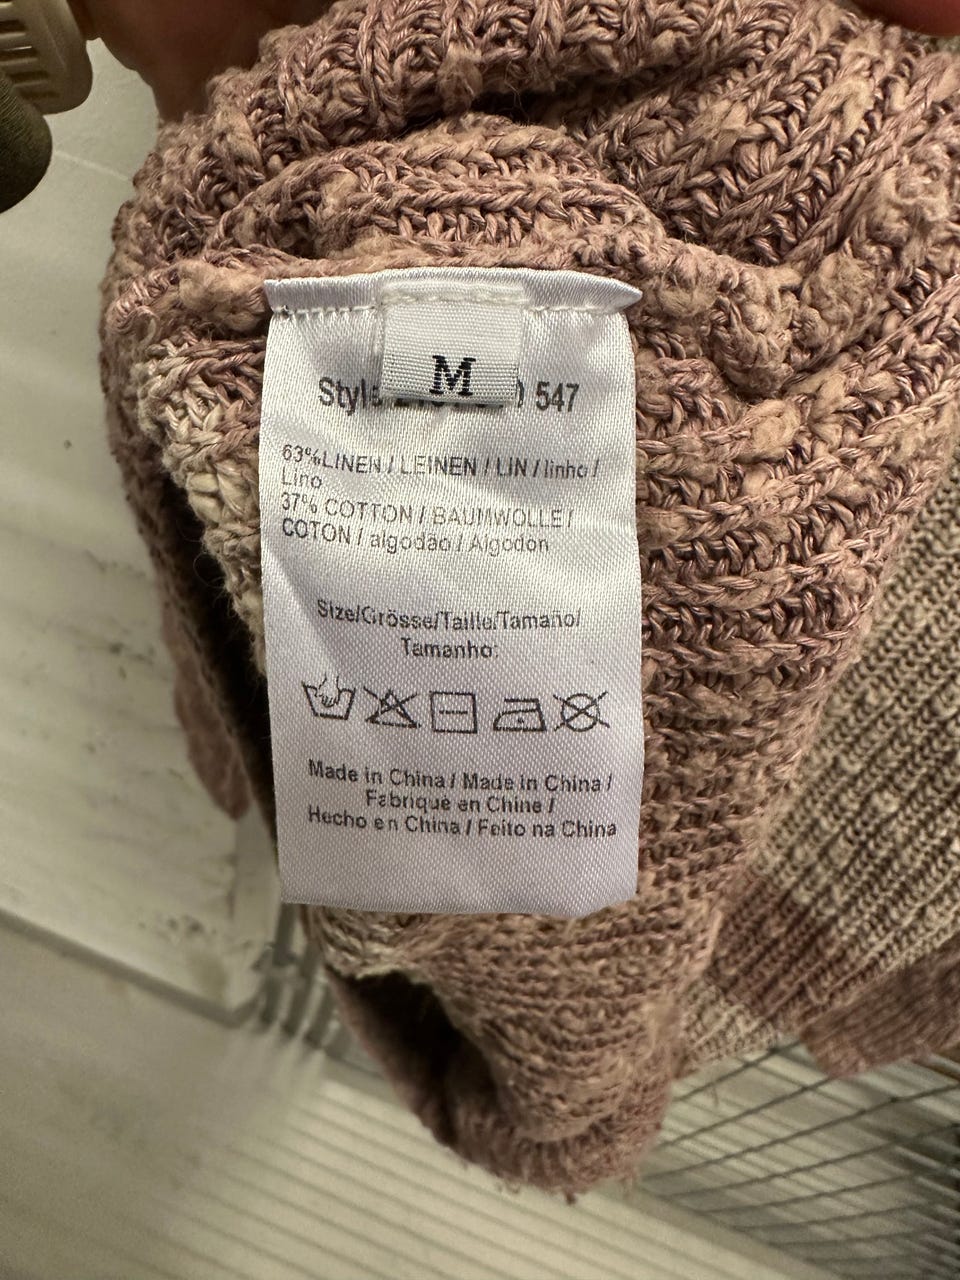 M
Style 547
63%LINEN / LEINEN / LIN / linho /
Lino
37% COTTON / BAUMWOLLE /
COTON / algodão / Algodon
Size/Grösse/Taille/Tamaño/
Tamanho:
Made in China / Made in China /
Fabriqué en Chine /
Hecho en China / Feito na China